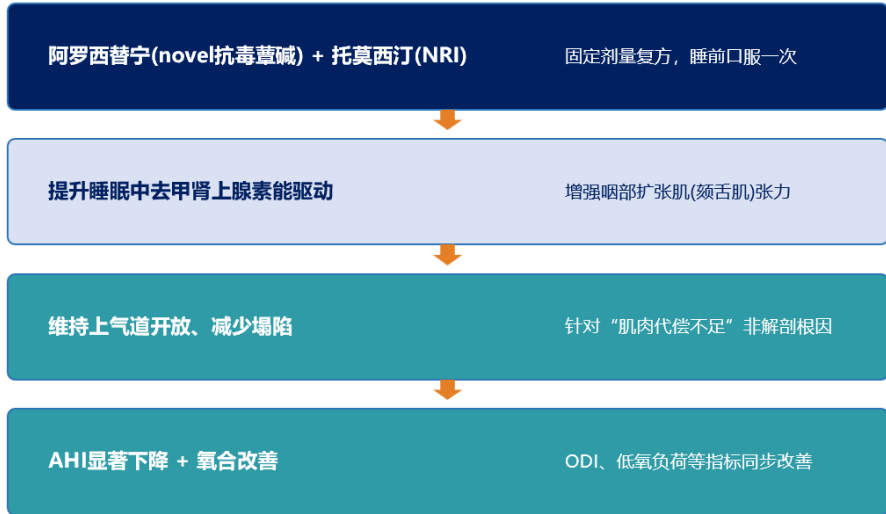 阿罗西替宁(novel抗毒蕈碱) + 托莫西汀(NRI)
固定剂量复方，睡前口服一次
提升睡眠中去甲肾上腺素能驱动
增强咽部扩张肌(颏舌肌)张力
维持上气道开放、减少塌陷
针对“肌肉代偿不足”非解剖根因
AHI显著下降 + 氧合改善
ODI、低氧负荷等指标同步改善